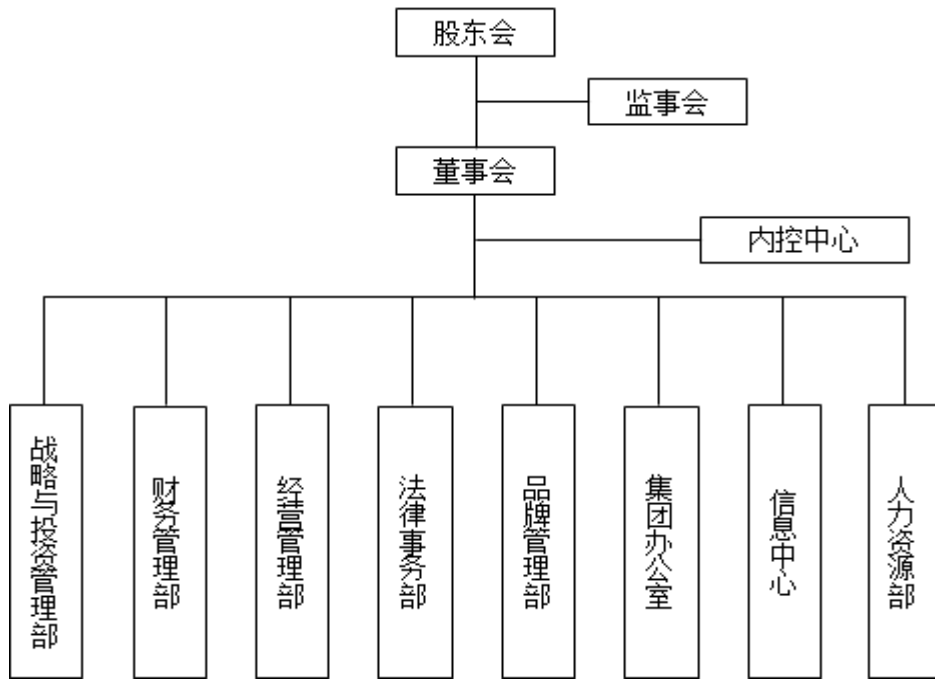 股东会
监事会
董事会
内控中心
战略与投资管理部
财务管理部
经营管理部
法律事务部
品牌管理部
集团办公室
信息中心
人力资源部